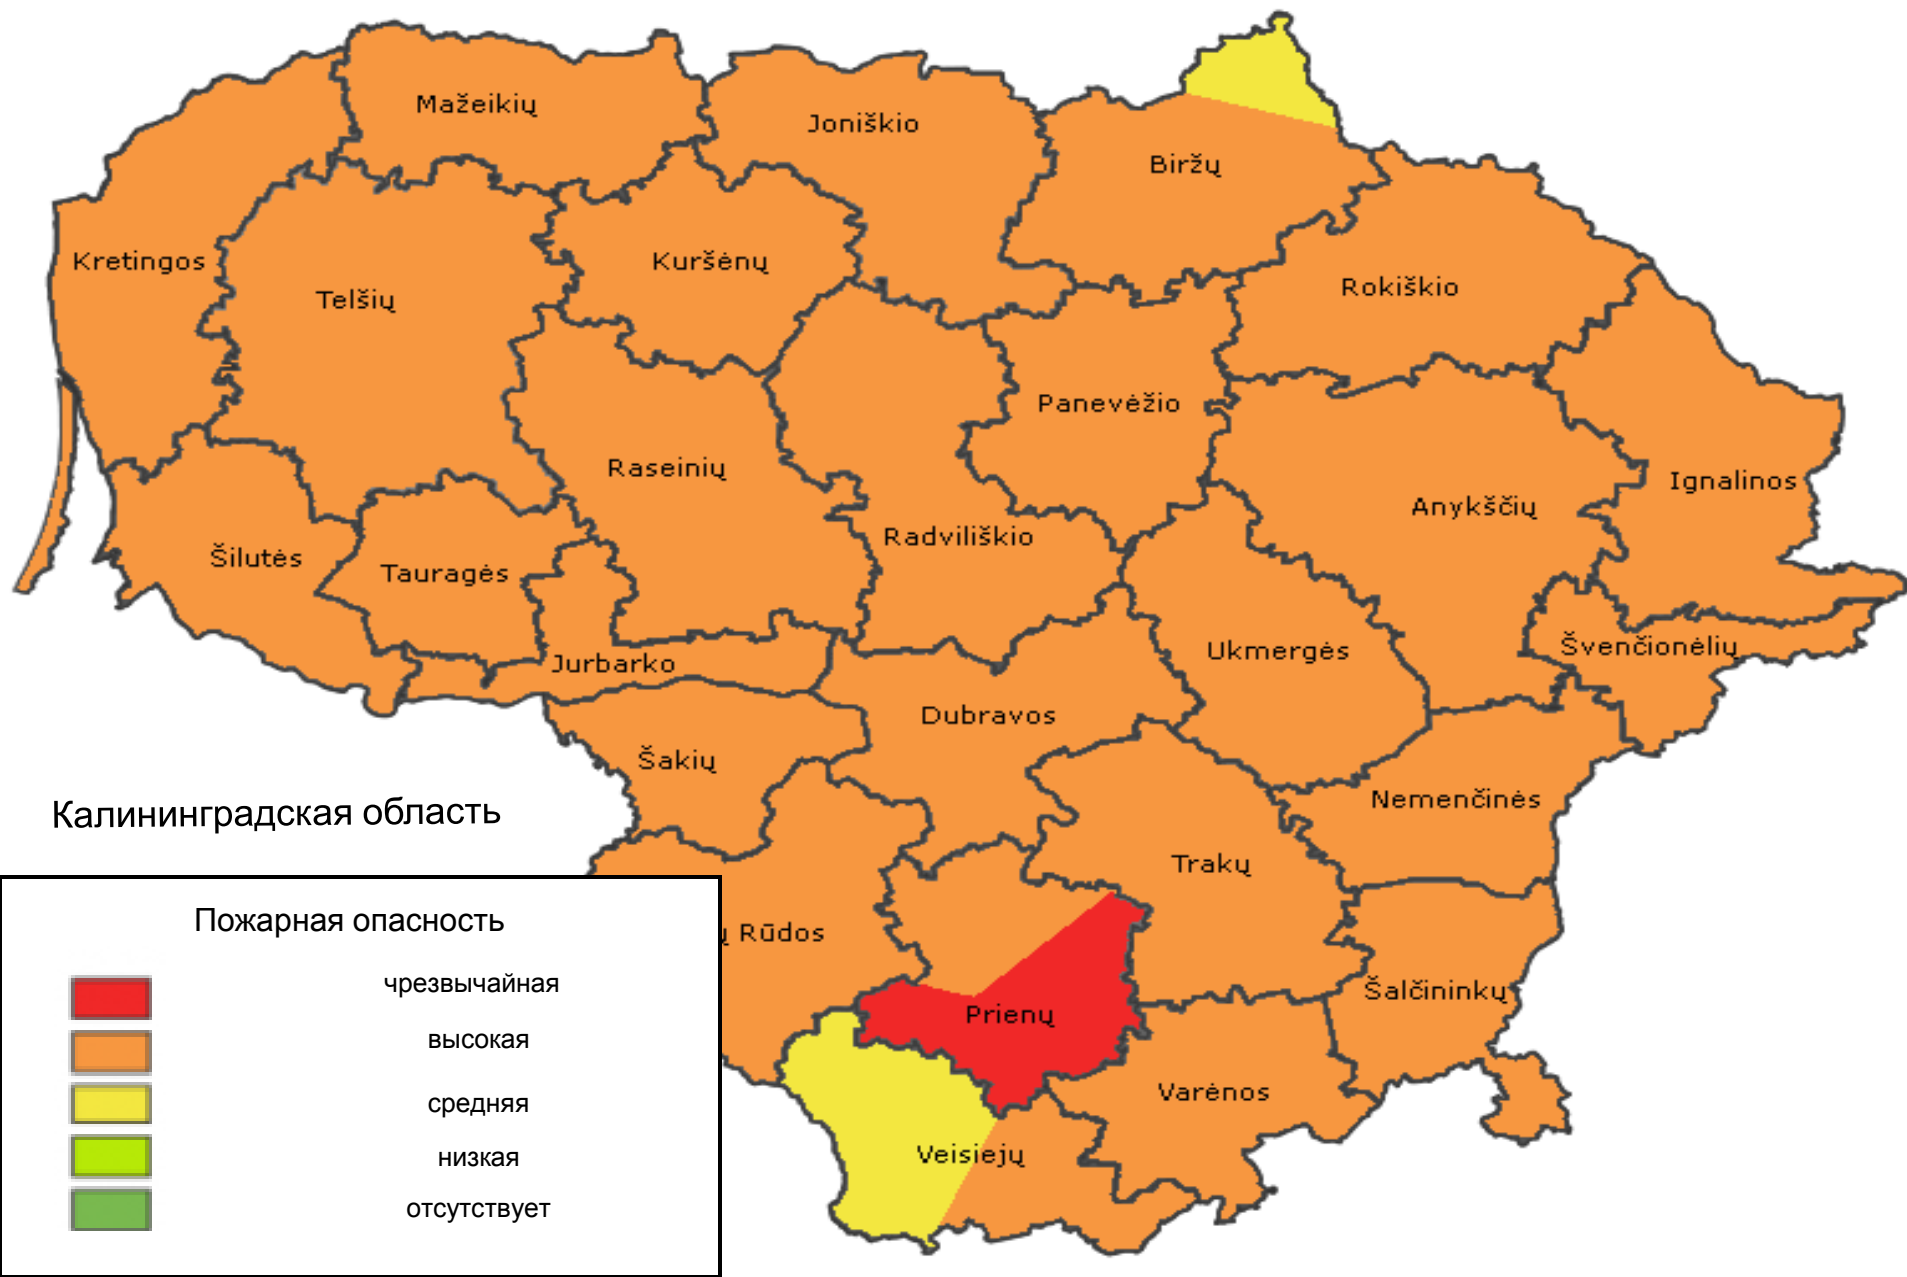 Mažeikių
Joniškio
Biržų
Kretingos
Telšių
Kuršėnų
Rokiškio
Panevėžio
Raseinių
Ignalinos
Anykščių
Radviliškio
Šilutės
Tauragės
Jurbarko
Ukmergės
Švenčionėlių
Dubravos
Šakių
Nemenčinės
Калининградская область
Trakų
ų Rūdos
Šalčininkų
Prienų
Varėnos
Veisiejų
Пожарная опасность
чрезвычайная
высокая
средняя
низкая
отсутствует